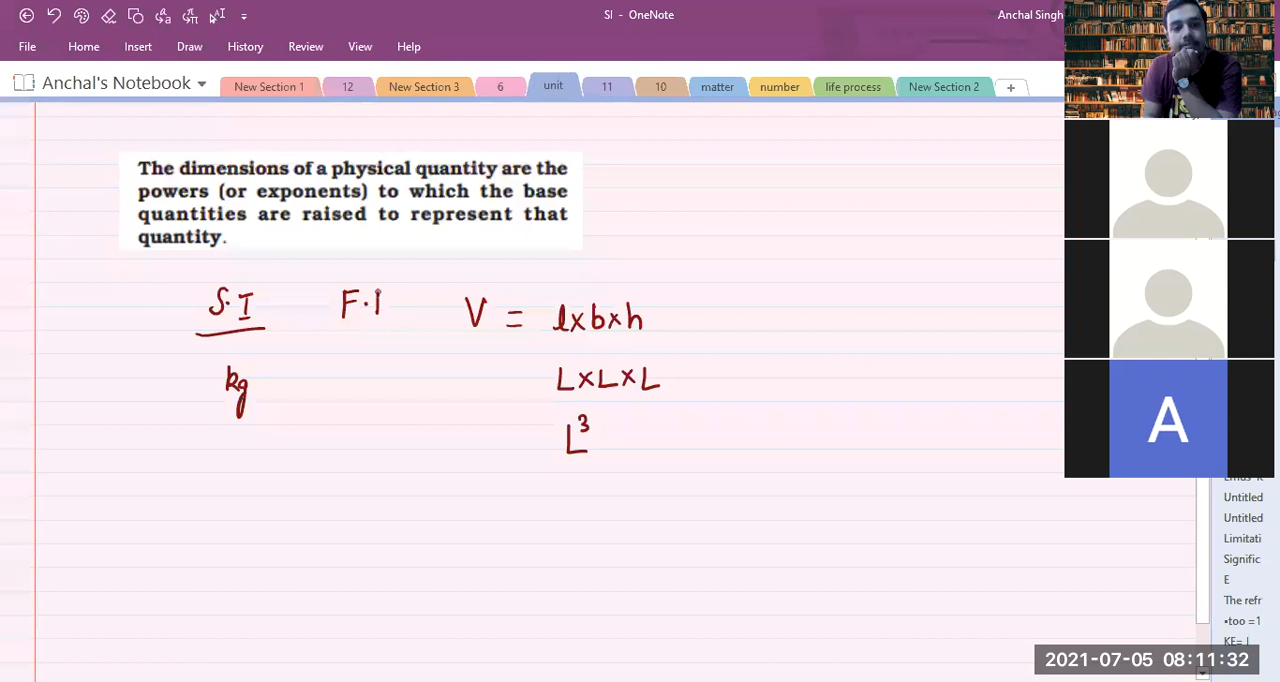 SI - OneNote
Anchal Singh
File Home Insert Draw History Review View Help
Anchal's Notebook New Section 1 12 New Section 3 6 unit 11 10 matter number life process New Section 2 +
The dimensions of a physical quantity are the
powers (or exponents) to which the base
quantities are raised to represent that
quantity.
S.I F.I V = l×b×h
kg L×L×L
L³
A
Untitled
Untitled
Limitati
Signific
E
The refr
•too =1
KE=
2021-07-05 08:11:32